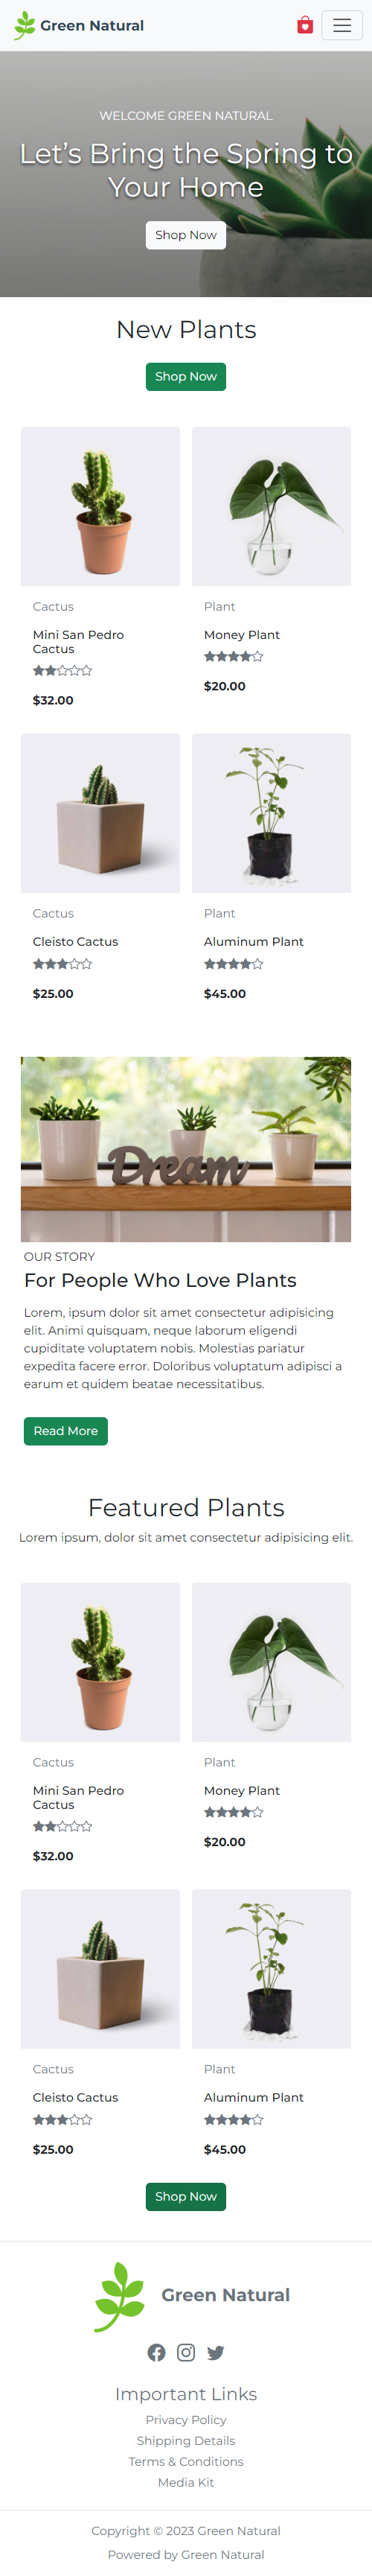 Green Natural
WELCOME GREEN NATURAL
Let's Bring the Spring to
Your Home
Shop Now
New Plants
Shop Now
Cactus
Mini San Pedro
Cactus
$32.00
Plant
Money Plant
$20.00
Cactus
Cleisto Cactus
$25.00
Plant
Aluminum Plant
$45.00
Dream
OUR STORY
For People Who Love Plants
Lorem, ipsum dolor sit amet consectetur adipisicing
elit. Animi quisquam, neque laborum eligendi
cupiditate voluptatem nobis. Molestias pariatur
expedita facere error. Doloribus voluptatum adipisci a
earum et quidem beatae necessitatibus.
Read More
Featured Plants
Lorem ipsum, dolor sit amet consectetur adipisicing elit.
Cactus
Mini San Pedro
Cactus
$32.00
Plant
Money Plant
$20.00
Cactus
Cleisto Cactus
$25.00
Plant
Aluminum Plant
$45.00
Shop Now
Green Natural
Important Links
Privacy Policy
Shipping Details
Terms & Conditions
Media Kit
Copyright © 2023 Green Natural
Powered by Green Natural